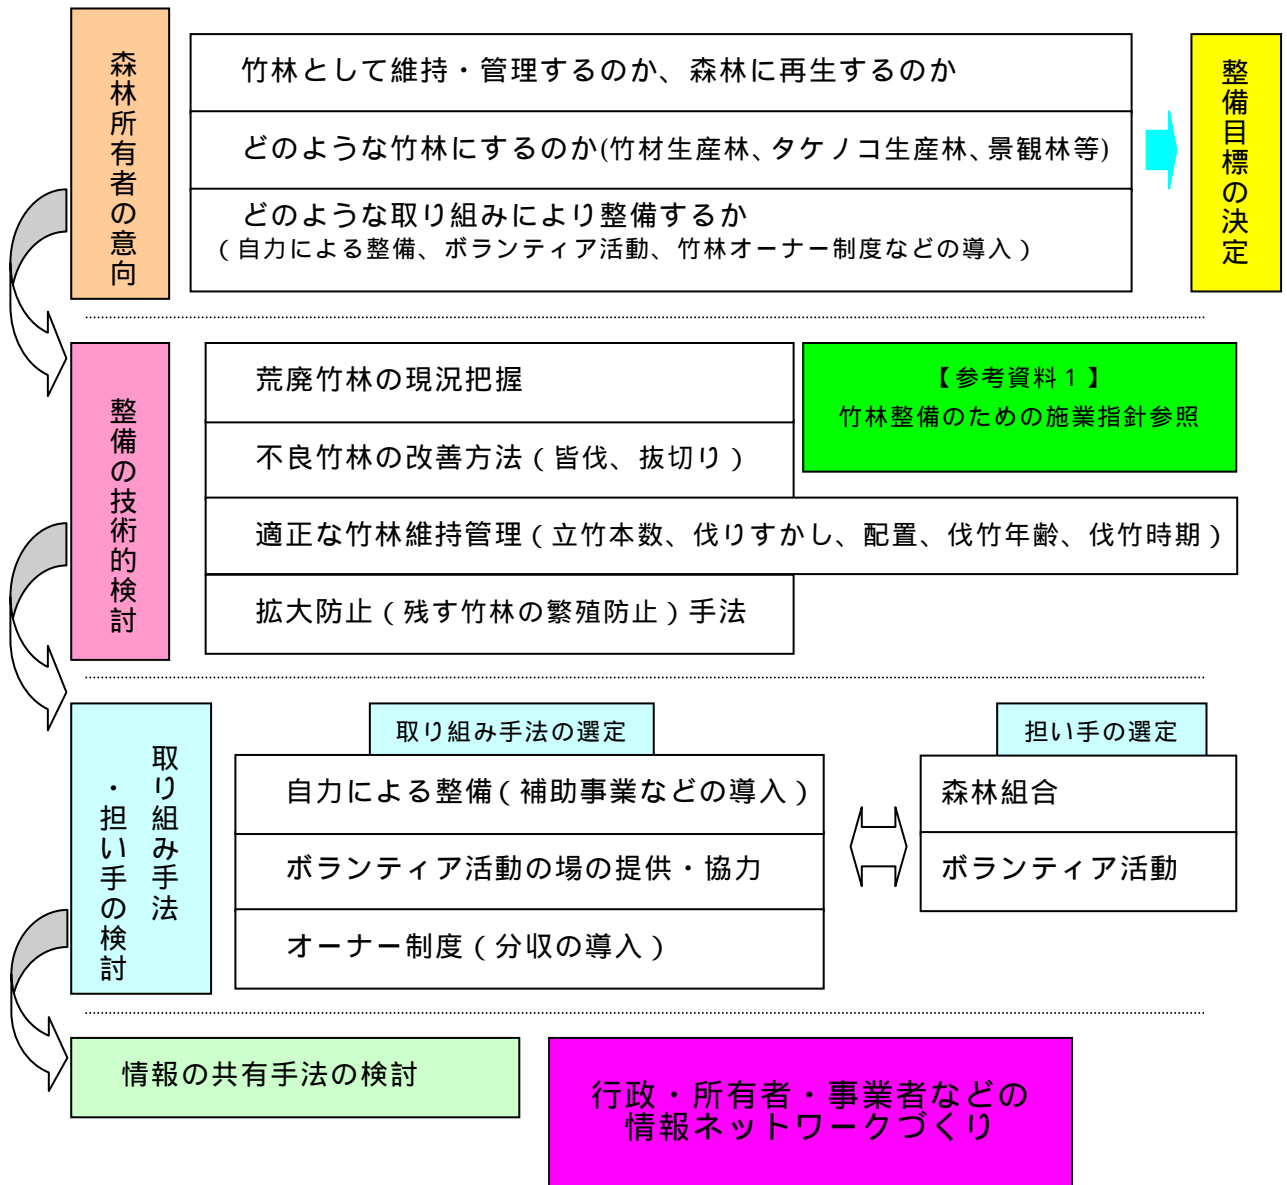 森林所有者の意向
竹林として維持・管理するのか、森林に再生するのか
どのような竹林にするのか(竹材生産林、タケノコ生産林、景観林等)
どのような取り組みにより整備するか
（自力による整備、ボランティア活動、竹林オーナー制度などの導入）
整備目標の決定
整備の技術的検討
荒廃竹林の現況把握
不良竹林の改善方法（皆伐、抜切り）
適正な竹林維持管理（立竹本数、伐りすかし、配置、伐竹年齢、伐竹時期）
拡大防止（残す竹林の繁殖防止）手法
【参考資料１】
竹林整備のための施業指針参照
取り組み手法
・担い手の検討
取り組み手法の選定
自力による整備（補助事業などの導入）
ボランティア活動の場の提供・協力
オーナー制度（分収の導入）
担い手の選定
森林組合
ボランティア活動
情報の共有手法の検討
行政・所有者・事業者などの
情報ネットワークづくり